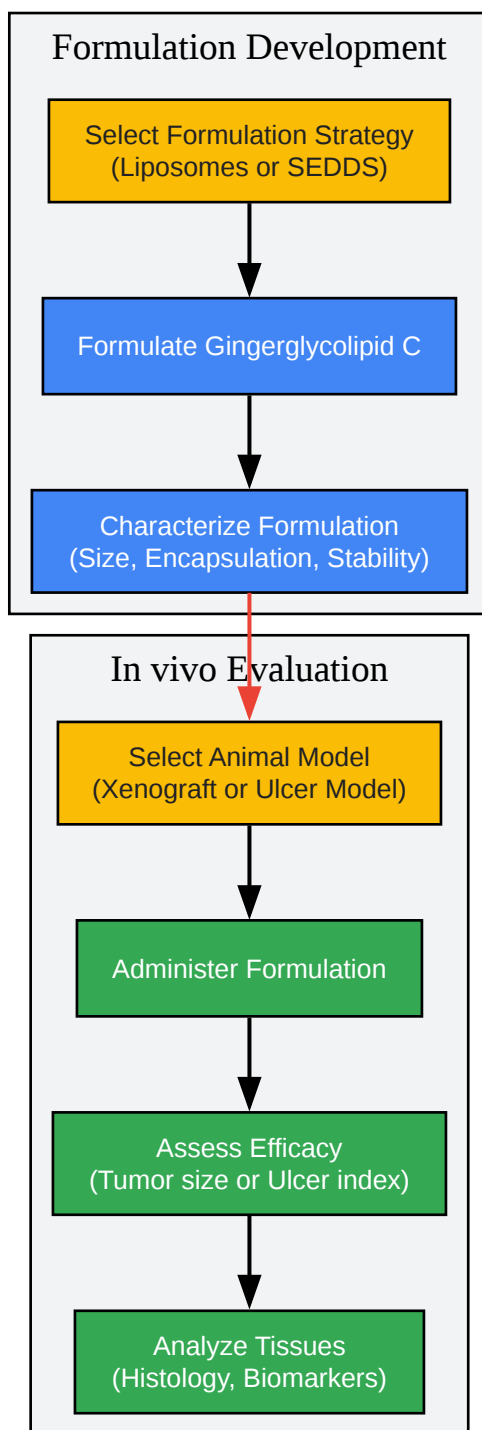 Formulation Development
Select Formulation Strategy
(Liposomes or SEDDS)
Formulate Gingerglycolipid C
Characterize Formulation
(Size, Encapsulation, Stability)
In vivo Evaluation
Select Animal Model
(Xenograft or Ulcer Model)
Administer Formulation
Assess Efficacy
(Tumor size or Ulcer index)
Analyze Tissues
(Histology, Biomarkers)